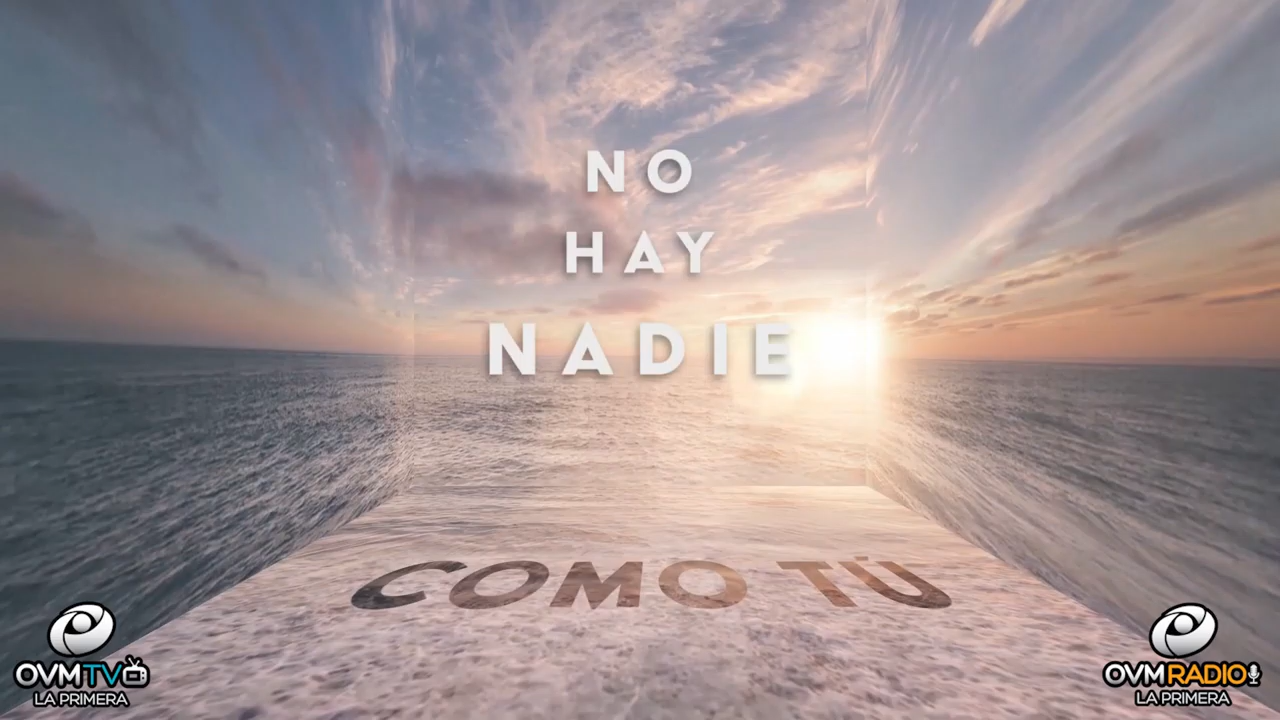 NO
HAY
NADIE
COMO TÚ
OVMTV
LA PRIMERA
OVMRADIO
LA PRIMERA